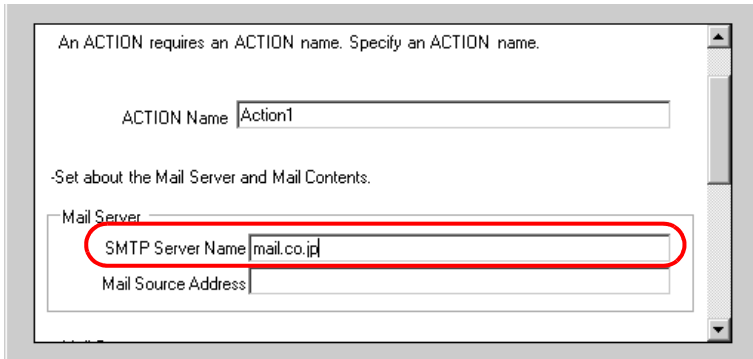 An ACTION requires an ACTION name. Specify an ACTION name.
ACTION Name Action1
-Set about the Mail Server and Mail Contents.
Mail Server
SMTP Server Name mail.co.jp
Mail Source Address